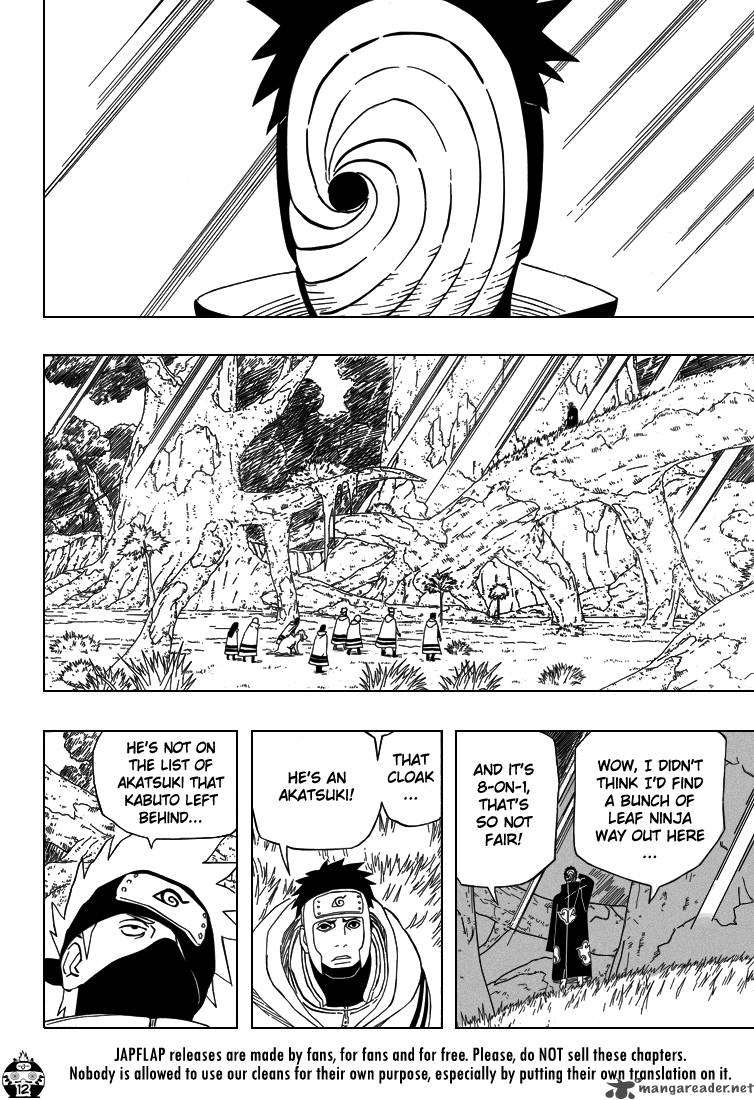 WOW, I DIDN'T
THINK I'D FIND
A BUNCH OF
LEAF NINJA
WAY OUT HERE
...
AND IT'S
8-ON-1,
THAT'S
SO NOT
FAIR!
THAT
CLOAK
...
HE'S AN
AKATSUKI!
HE'S NOT ON
THE LIST OF
AKATSUKI THAT
KABUTO LEFT
BEHIND...
JAPFLAP releases are made by fans, for fans and for free. Please, do NOT sell these chapters.
Nobody is allowed to use our cleans for their own purpose, especially by putting their own translation on it.
12
mangareader.net